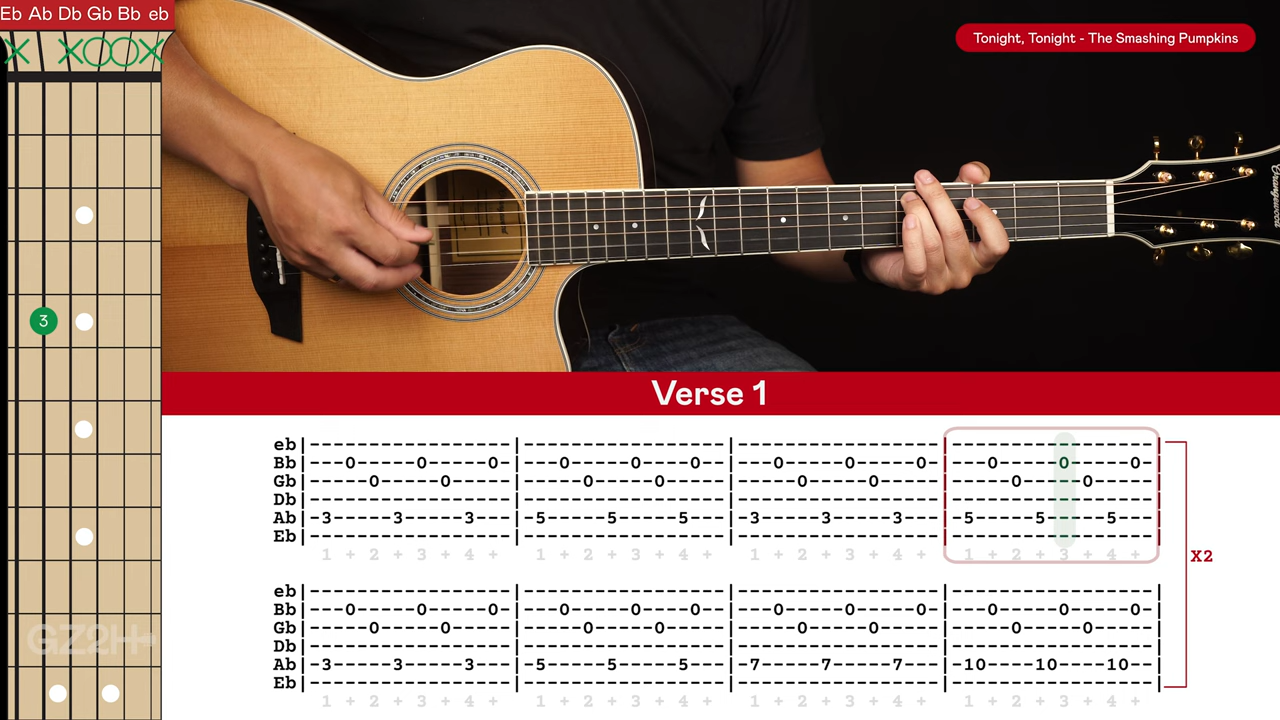 Eb Ab Db Gb Bb eb
X XOOX
Tonight, Tonight - The Smashing Pumpkins
Orangewood
3
Verse 1
eb|-----------------|-----------------|-----------------|-----------------|
Bb|---0-----0-----0-|---0-----0----0--|---0-----0-----0-|---0-----0-----0-|
Gb|-----0-----0-----|-----0-----0-----|-----0-----0-----|-----0-----0-----|
Db|-----------------|-----------------|-----------------|-----------------|
Ab|-3-----3-----3---|-5-----5-----5---|-3-----3-----3---|-5-----5-----5---|
Eb|-----------------|-----------------|-----------------|-----------------|
1 + 2 + 3 + 4 + 1 + 2 + 3 + 4 + 1 + 2 + 3 + 4 + 1 + 2 + 3 + 4 +
X2
eb|-----------------|-----------------|-----------------|-----------------|
Bb|---0-----0-----0-|---0-----0----0--|---0-----0-----0-|---0-----0-----0-|
Gb|-----0-----0-----|-----0-----0-----|-----0-----0-----|-----0-----0-----|
Db|-----------------|-----------------|-----------------|-----------------|
Ab|-3-----3-----3---|-5-----5-----5---|-7-----7-----7---|-10----10----10--|
Eb|-----------------|-----------------|-----------------|-----------------|
1 + 2 + 3 + 4 + 1 + 2 + 3 + 4 + 1 + 2 + 3 + 4 + 1 + 2 + 3 + 4 +
GZ2H